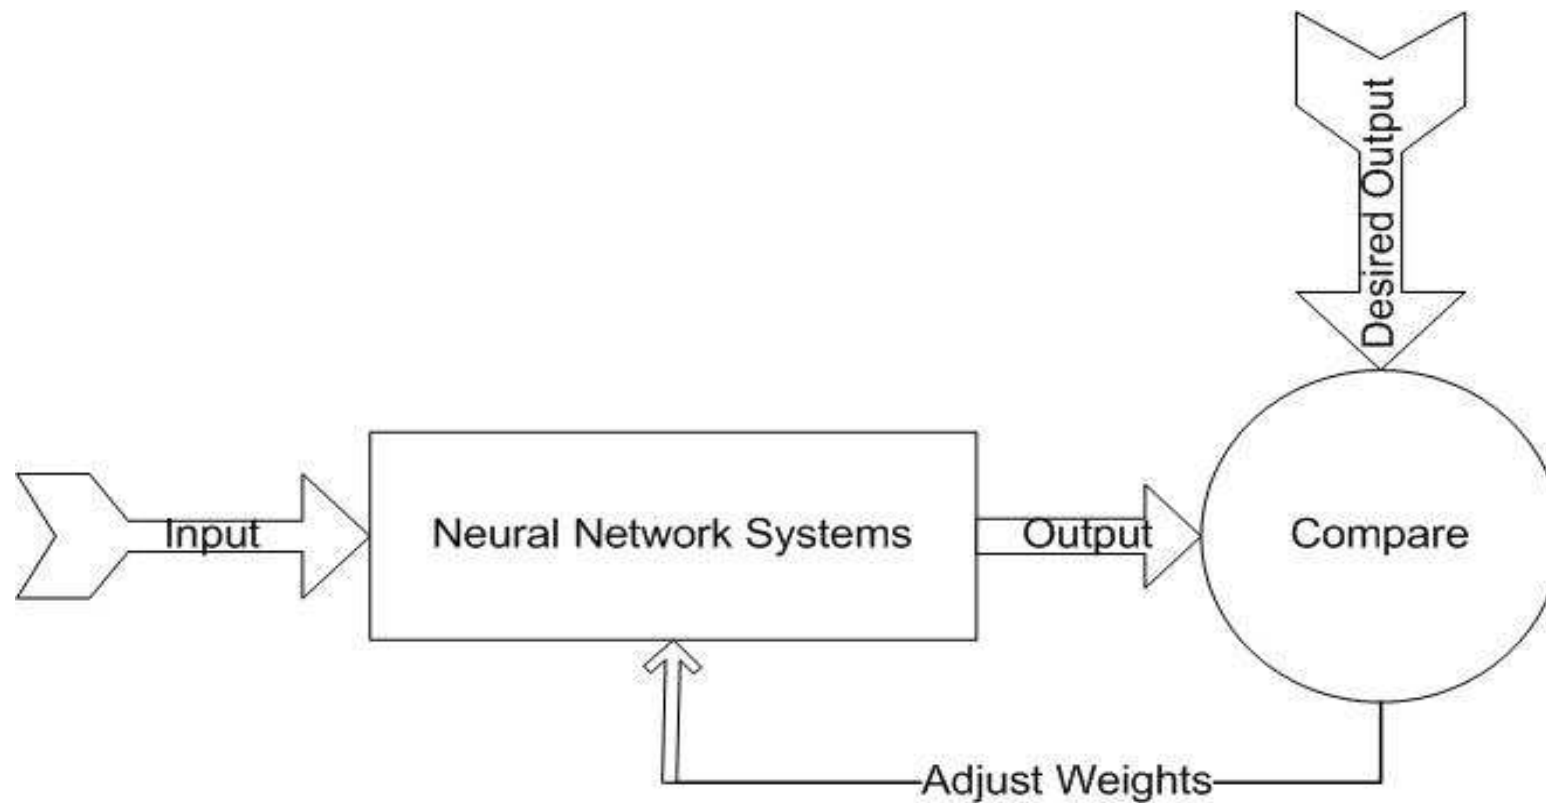 Desired Output
Input
Neural Network Systems
Output
Compare
Adjust Weights